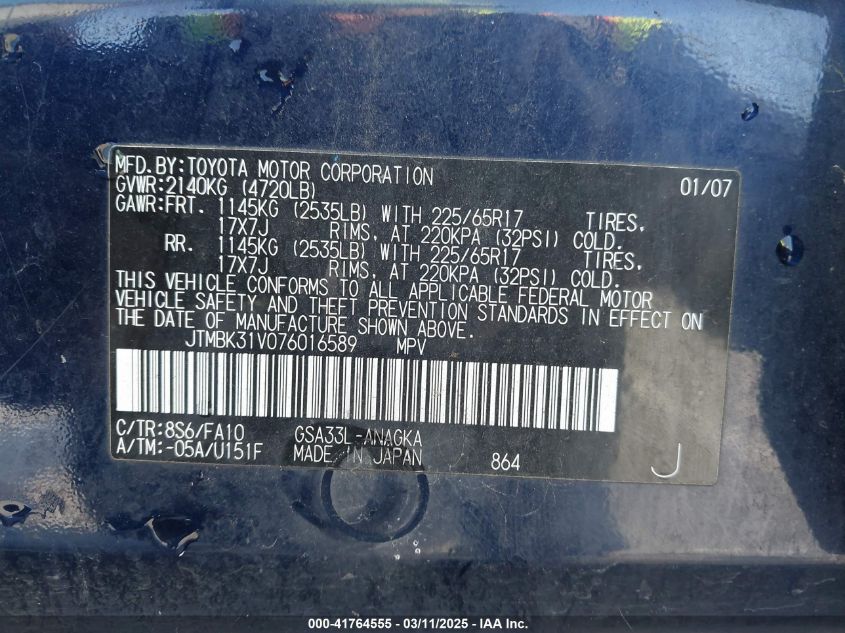 MFD.BY:TOYOTA MOTOR CORPORATION 01/07
GVWR:2140KG (4720LB)
GAWR:FRT. 1145KG (2535LB) WITH 225/65R17 TIRES,
17X7J RIMS, AT 220KPA (32PSI) COLD.
RR. 1145KG (2535LB) WITH 225/65R17 TIRES,
17X7J RIMS, AT 220KPA (32PSI) COLD.
THIS VEHICLE CONFORMS TO ALL APPLICABLE FEDERAL MOTOR
VEHICLE SAFETY AND THEFT PREVENTION STANDARDS IN EFFECT ON
THE DATE OF MANUFACTURE SHOWN ABOVE.
JTMBK31V076016589 MPV
C/TR:8S6/FA10 GSA33L-ANAGKA
A/TM:-05A/U151F MADE IN JAPAN 864 J
000-41764555 - 03/11/2025 - IAA Inc.